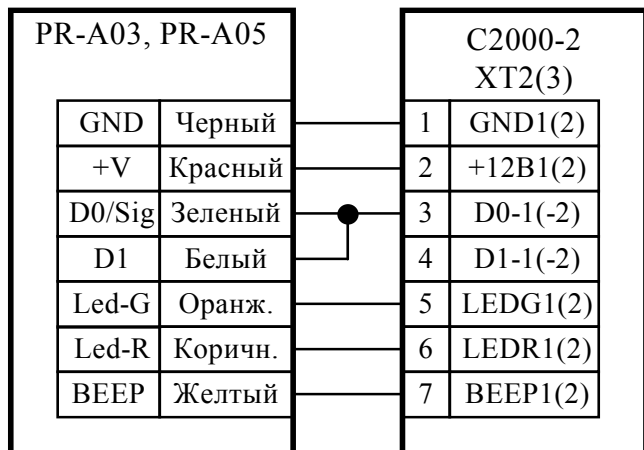 PR-A03, PR-A05
C2000-2
XT2(3)
GND Черный 1 GND1(2)
+V Красный 2 +12В1(2)
D0/Sig Зеленый 3 D0-1(-2)
D1 Белый 4 D1-1(-2)
Led-G Оранж. 5 LEDG1(2)
Led-R Коричн. 6 LEDR1(2)
BEEP Желтый 7 BEEP1(2)